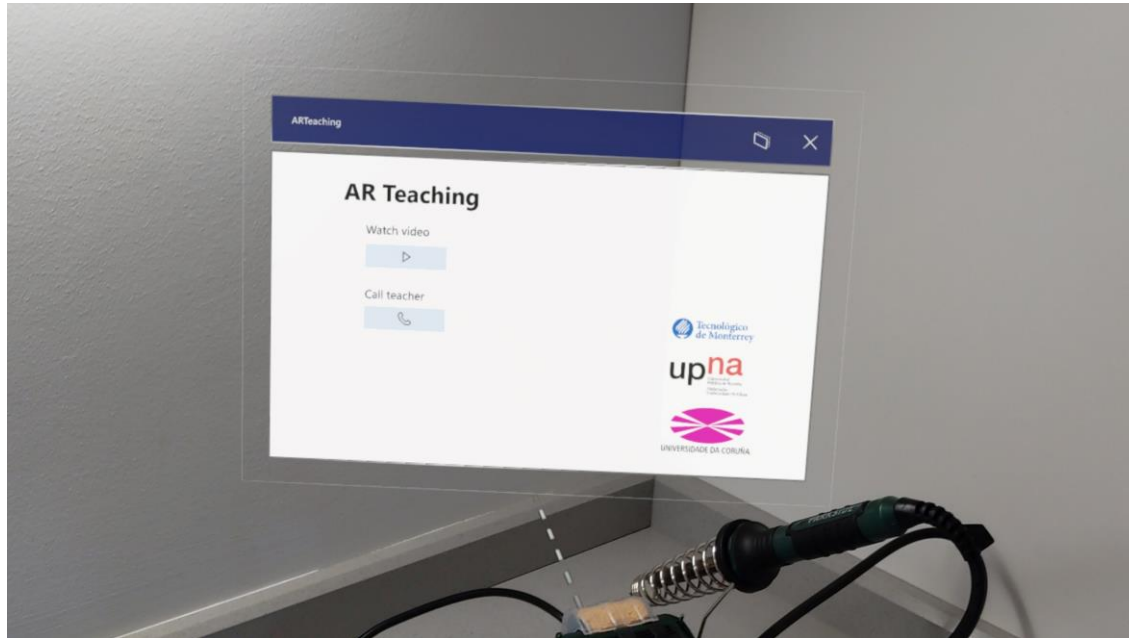 ARTeaching
AR Teaching
Watch video
Call teacher
Tecnológico
de Monterrey
upna
UNIVERSIDADE DA CORUÑA